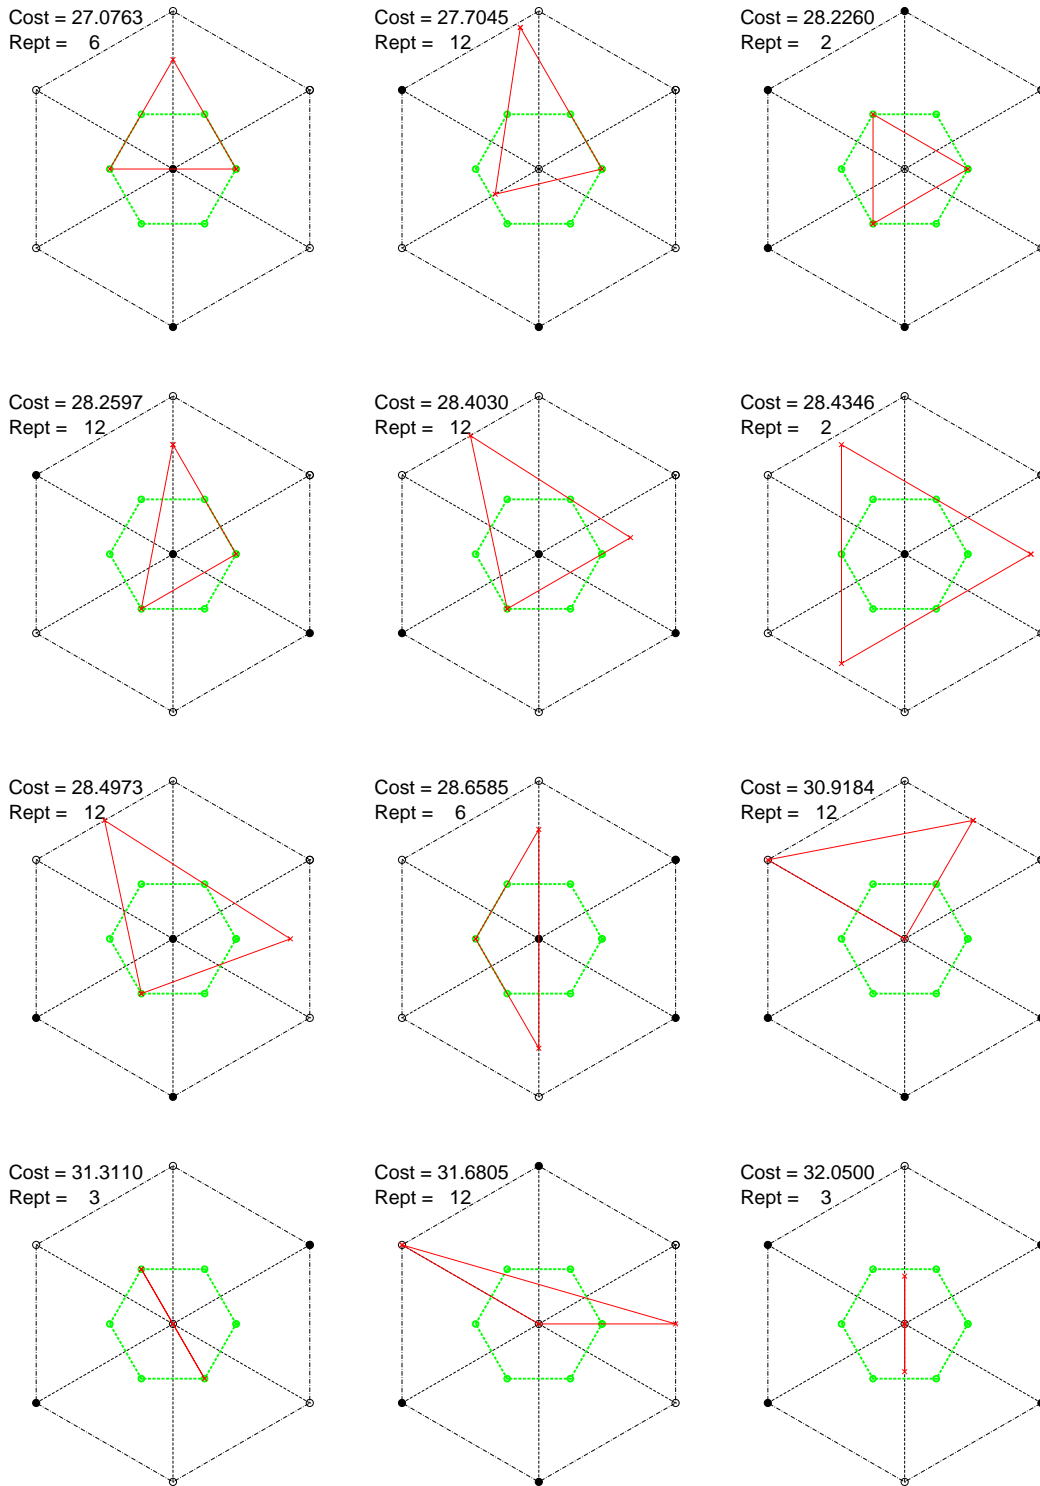 Cost = 27.0763
Rept = 6
Cost = 27.7045
Rept = 12
Cost = 28.2260
Rept = 2
Cost = 28.2597
Rept = 12
Cost = 28.4030
Rept = 12
Cost = 28.4346
Rept = 2
Cost = 28.4973
Rept = 12
Cost = 28.6585
Rept = 6
Cost = 30.9184
Rept = 12
Cost = 31.3110
Rept = 3
Cost = 31.6805
Rept = 12
Cost = 32.0500
Rept = 3